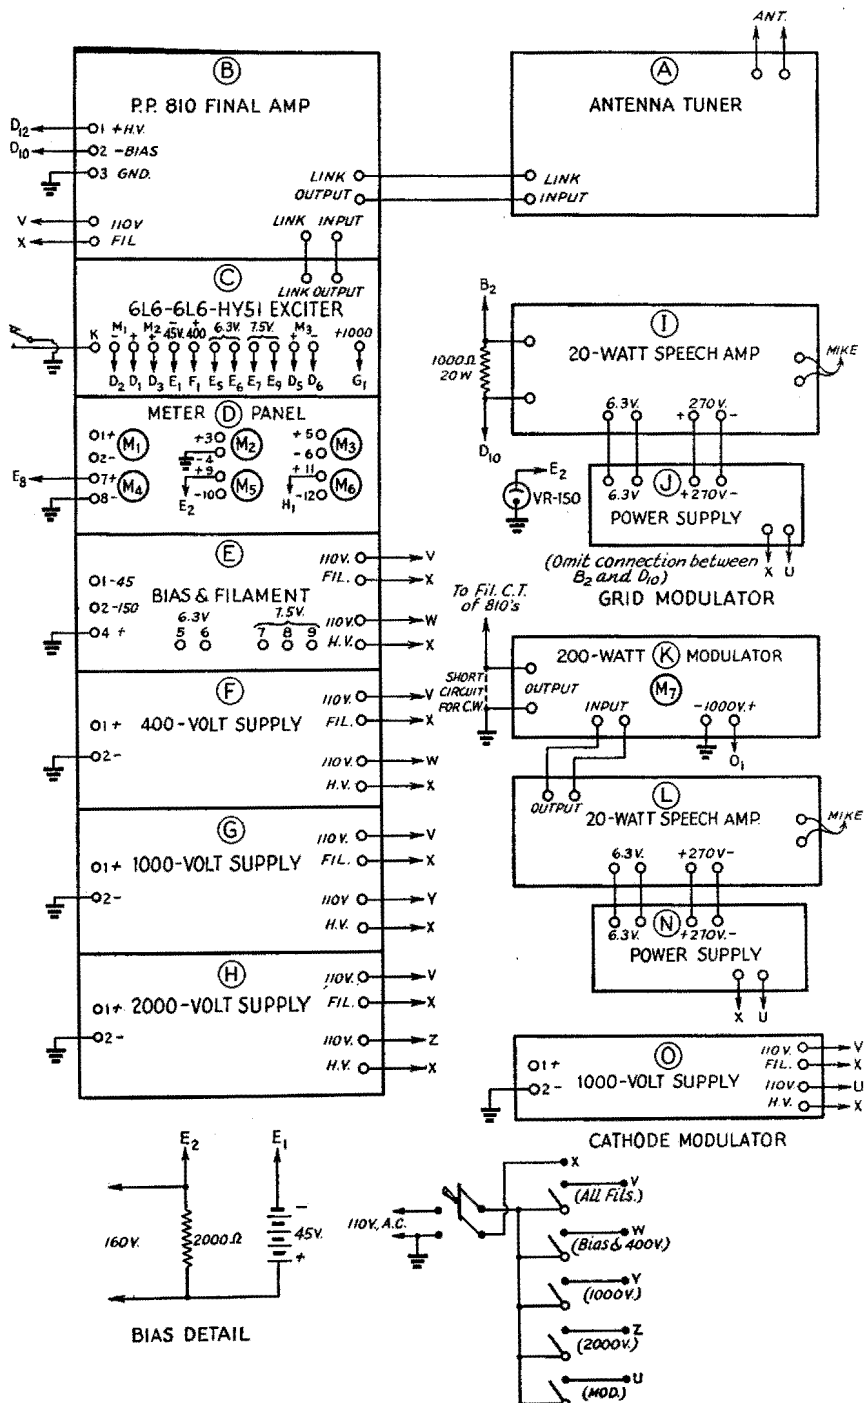 B
P.P. 810 FINAL AMP
D12
1 +H.V.
D10
2 -BIAS
3 GND.
V
110V
X
FIL
LINK
OUTPUT
LINK INPUT
ANT.
A
ANTENNA TUNER
LINK
INPUT
C
LINK OUTPUT
6L6-6L6-HY51 EXCITER
K
M1 - +
M2 +
- 45V.
+ 400
6.3V.
7.5V.
M3 + -
+1000
D2 D1 D3 E1 F1 E5 E6 E7 E9 D5 D6 G1
METER D PANEL
1+ M1
2-
+3 M2
-4
+5 M3
-6
E8
7+ M4
8-
+9 M5
-10
E2
+11 M6
-12
H1
E
BIAS & FILAMENT
1-45
2-150
4+
6.3V
5 6
7.5V.
7 8 9
110V. V
FIL. X
110V. W
H.V. X
F
400-VOLT SUPPLY
1+
2-
110V. V
FIL. X
110V. W
H.V. X
G
1000-VOLT SUPPLY
1+
2-
110V. V
FIL. X
110V Y
H.V. X
H
2000-VOLT SUPPLY
1+
2-
110V. V
FIL. X
110V. Z
H.V. X
E2
E1
160V.
2000Ω
-
45V.
+
BIAS DETAIL
B2
1000Ω
20W
D10
I
20-WATT SPEECH AMP
MIKE
6.3V.
270V.
+ -
E2
VR-150
J
6.3V
+270V-
POWER SUPPLY
X U
(Omit connection between
B2 and D10)
GRID MODULATOR
To Fil. C.T.
of 810's
SHORT
CIRCUIT
FOR C.W.
200-WATT K MODULATOR
OUTPUT
M7
INPUT
-1000V.+
O1
L
OUTPUT
20-WATT SPEECH AMP.
MIKE
6.3V.
+270V-
N
6.3V.
+270V.-
POWER SUPPLY
X U
O
1000-VOLT SUPPLY
1+
2-
110V. V
FIL. X
110V. U
H.V. X
CATHODE MODULATOR
110V, A.C.
X
V
(All Fils.)
W
(Bias & 400V.)
Y
(1000V.)
Z
(2000V.)
U
(MOD.)